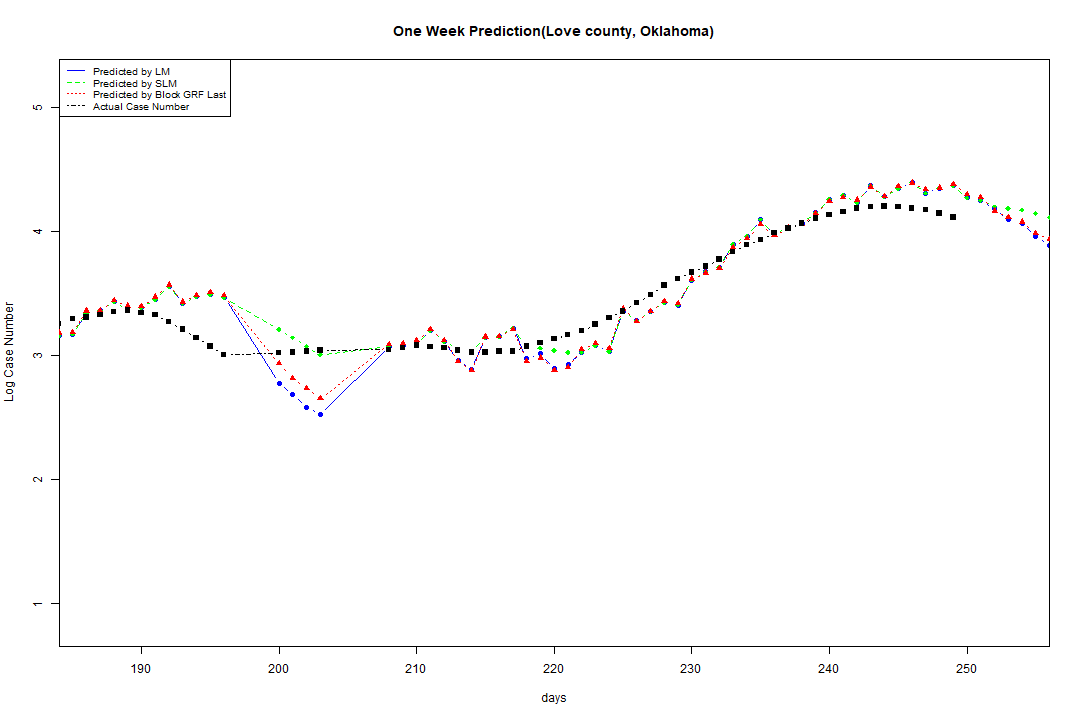 One Week Prediction(Love county, Oklahoma)
Predicted by LM
Predicted by SLM
Predicted by Block GRF Last
Actual Case Number
5
4
3
2
1
Log Case Number
190 200 210 220 230 240 250
days